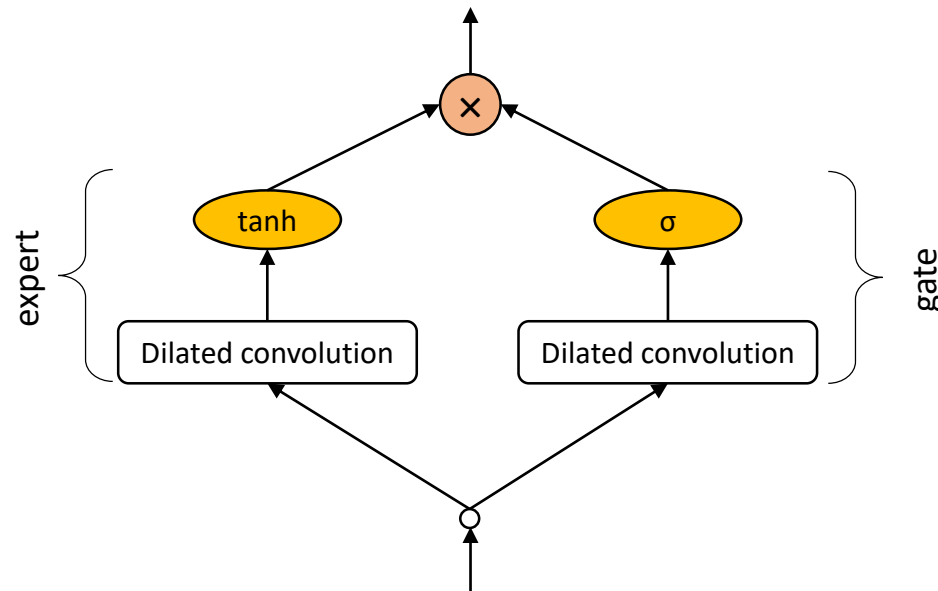 ×
tanh
σ
expert
gate
Dilated convolution
Dilated convolution